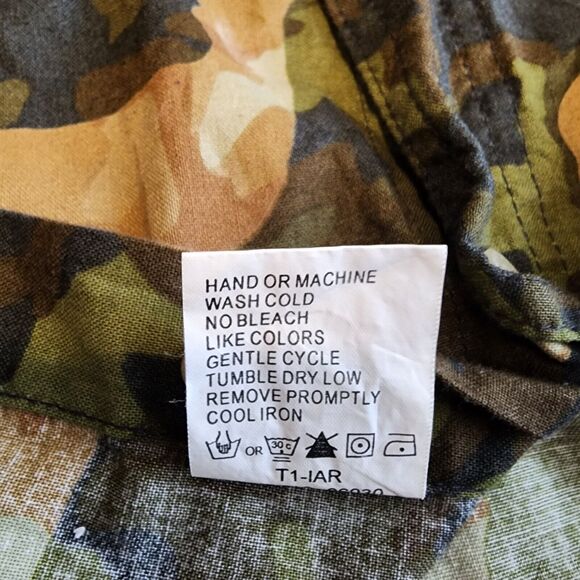 HAND OR MACHINE
WASH COLD
NO BLEACH
LIKE COLORS
GENTLE CYCLE
TUMBLE DRY LOW
REMOVE PROMPTLY
COOL IRON
OR 30 c
T1-IAR